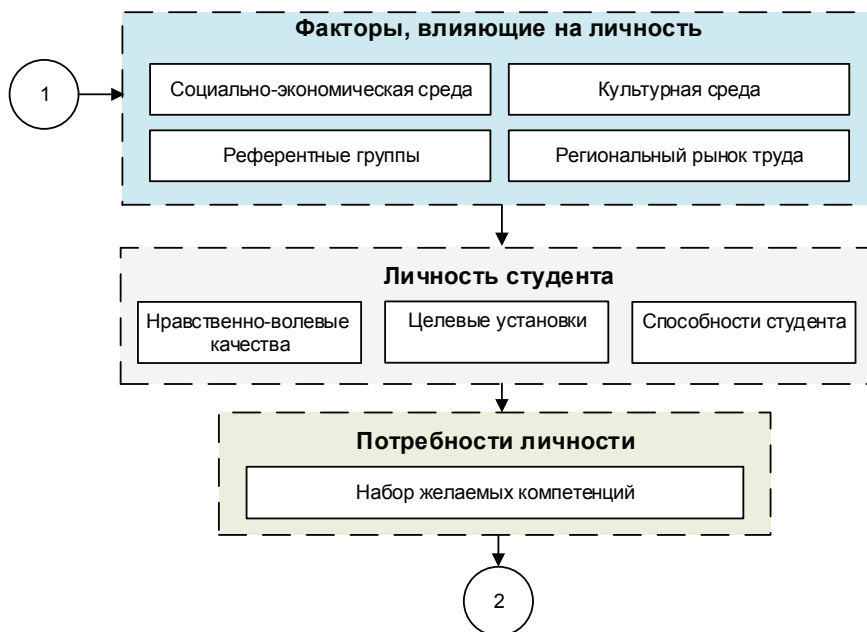 Факторы, влияющие на личность
1
Социально-экономическая среда
Культурная среда
Референтные группы
Региональный рынок труда
Личность студента
Нравственно-волевые
качества
Целевые установки
Способности студента
Потребности личности
Набор желаемых компетенций
2